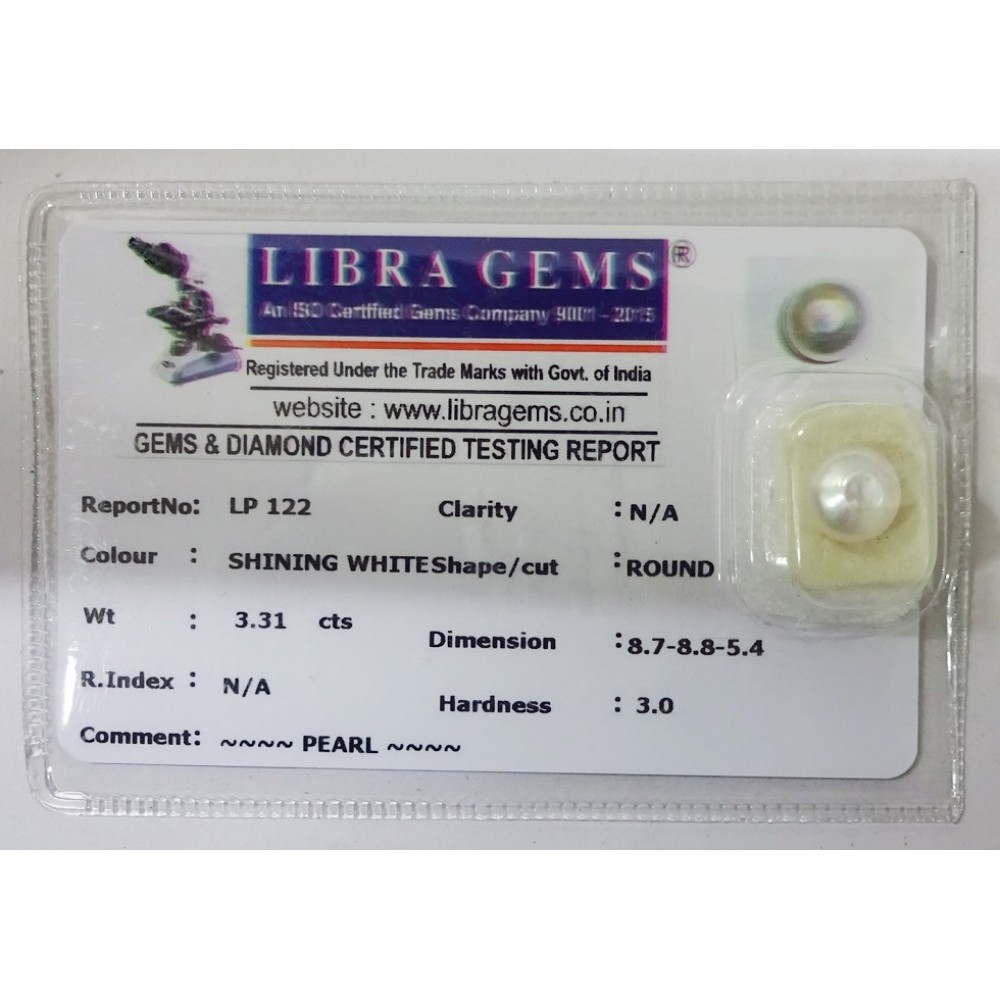 LIBRA GEMS ®
An ISO Certified Gems Company 9001 - 2015
Registered Under the Trade Marks with Govt. of India
website : www.libragems.co.in
GEMS & DIAMOND CERTIFIED TESTING REPORT
ReportNo: LP 122 Clarity : N/A
Colour : SHINING WHITE Shape/cut : ROUND
Wt : 3.31 cts Dimension : 8.7-8.8-5.4
R.Index : N/A Hardness : 3.0
Comment: ~~~~ PEARL ~~~~